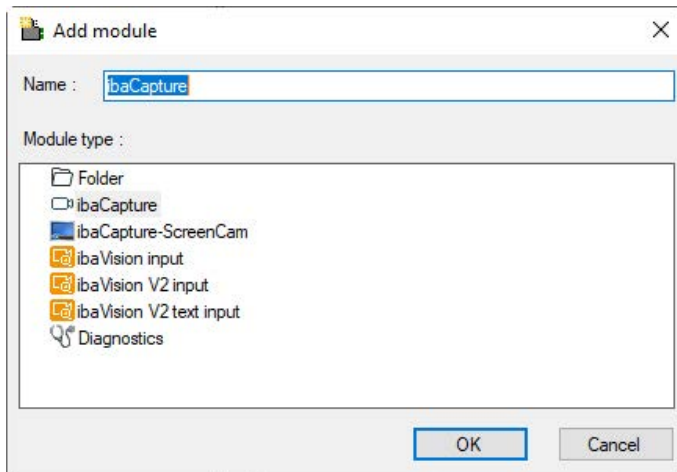 Add module
Name : ibaCapture
Module type :
Folder
ibaCapture
ibaCapture-ScreenCam
ibaVision input
ibaVision V2 input
ibaVision V2 text input
Diagnostics
OK Cancel